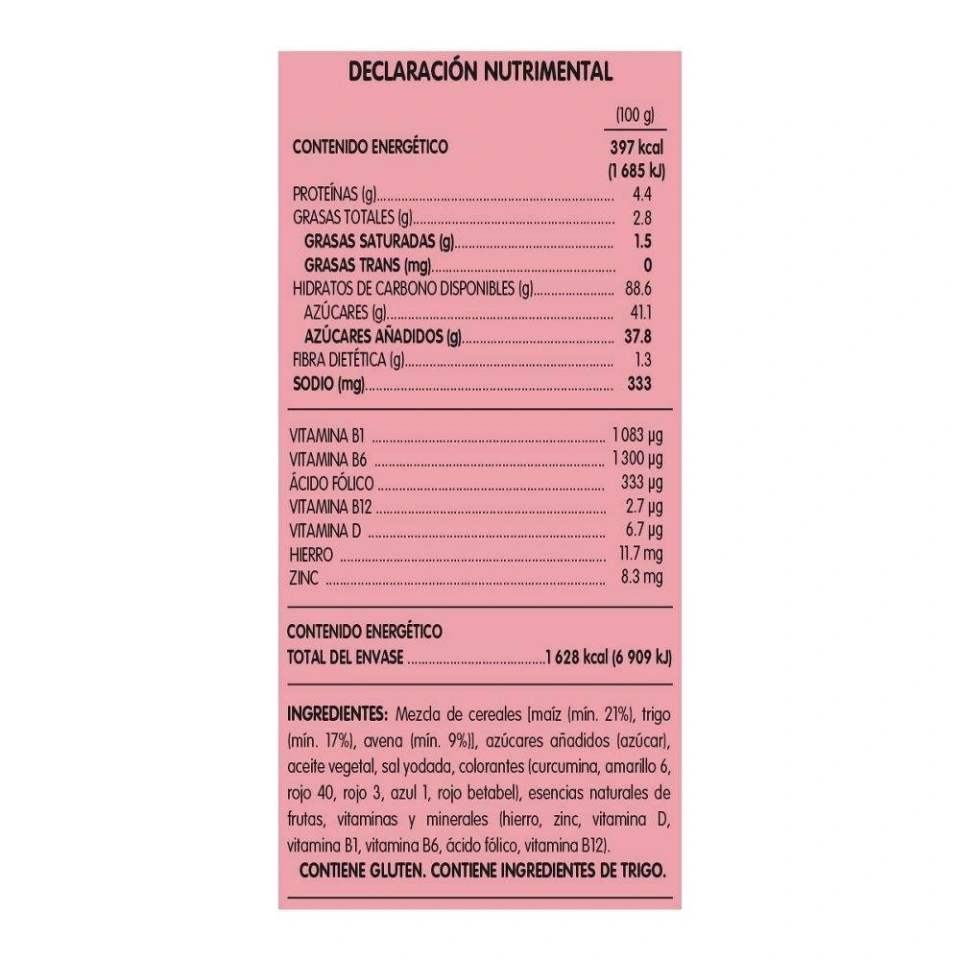 DECLARACIÓN NUTRIMENTAL
(100 g)
CONTENIDO ENERGÉTICO 397 kcal
(1 685 kJ)
PROTEÍNAS (g) 4.4
GRASAS TOTALES (g) 2.8
GRASAS SATURADAS (g) 1.5
GRASAS TRANS (mg) 0
HIDRATOS DE CARBONO DISPONIBLES (g) 88.6
AZÚCARES (g) 41.1
AZÚCARES AÑADIDOS (g) 37.8
FIBRA DIETÉTICA (g) 1.3
SODIO (mg) 333
VITAMINA B1 1 083 µg
VITAMINA B6 1 300 µg
ÁCIDO FÓLICO 333 µg
VITAMINA B12 2.7 µg
VITAMINA D 6.7 µg
HIERRO 11.7 mg
ZINC 8.3 mg
CONTENIDO ENERGÉTICO
TOTAL DEL ENVASE 1 628 kcal (6 909 kJ)
INGREDIENTES: Mezcla de cereales [maíz (mín. 21%), trigo
(mín. 17%), avena (mín. 9%)], azúcares añadidos (azúcar),
aceite vegetal, sal yodada, colorantes (curcumina, amarillo 6,
rojo 40, rojo 3, azul 1, rojo betabel), esencias naturales de
frutas, vitaminas y minerales (hierro, zinc, vitamina D,
vitamina B1, vitamina B6, ácido fólico, vitamina B12).
CONTIENE GLUTEN. CONTIENE INGREDIENTES DE TRIGO.